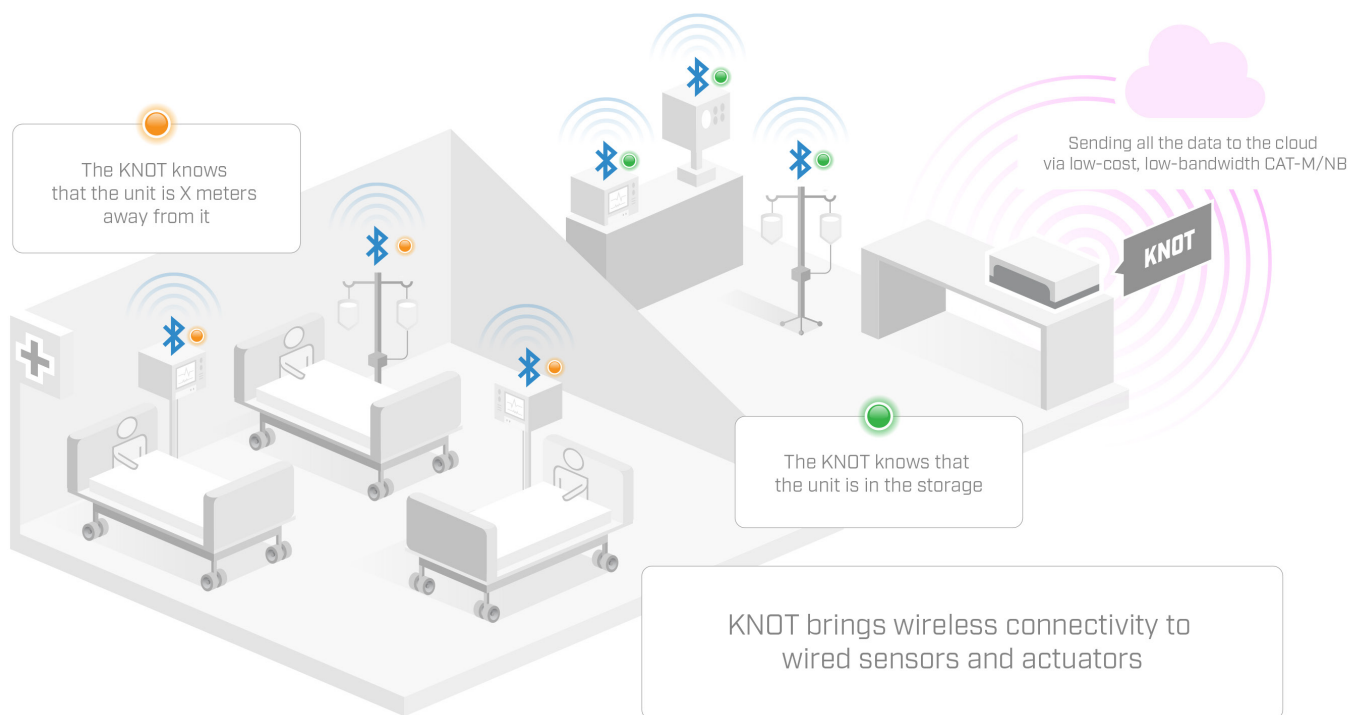 The KNOT knows
that the unit is X meters
away from it
Sending all the data to the cloud
via low-cost, low-bandwidth CAT-M/NB
KNOT
The KNOT knows that
the unit is in the storage
KNOT brings wireless connectivity to
wired sensors and actuators